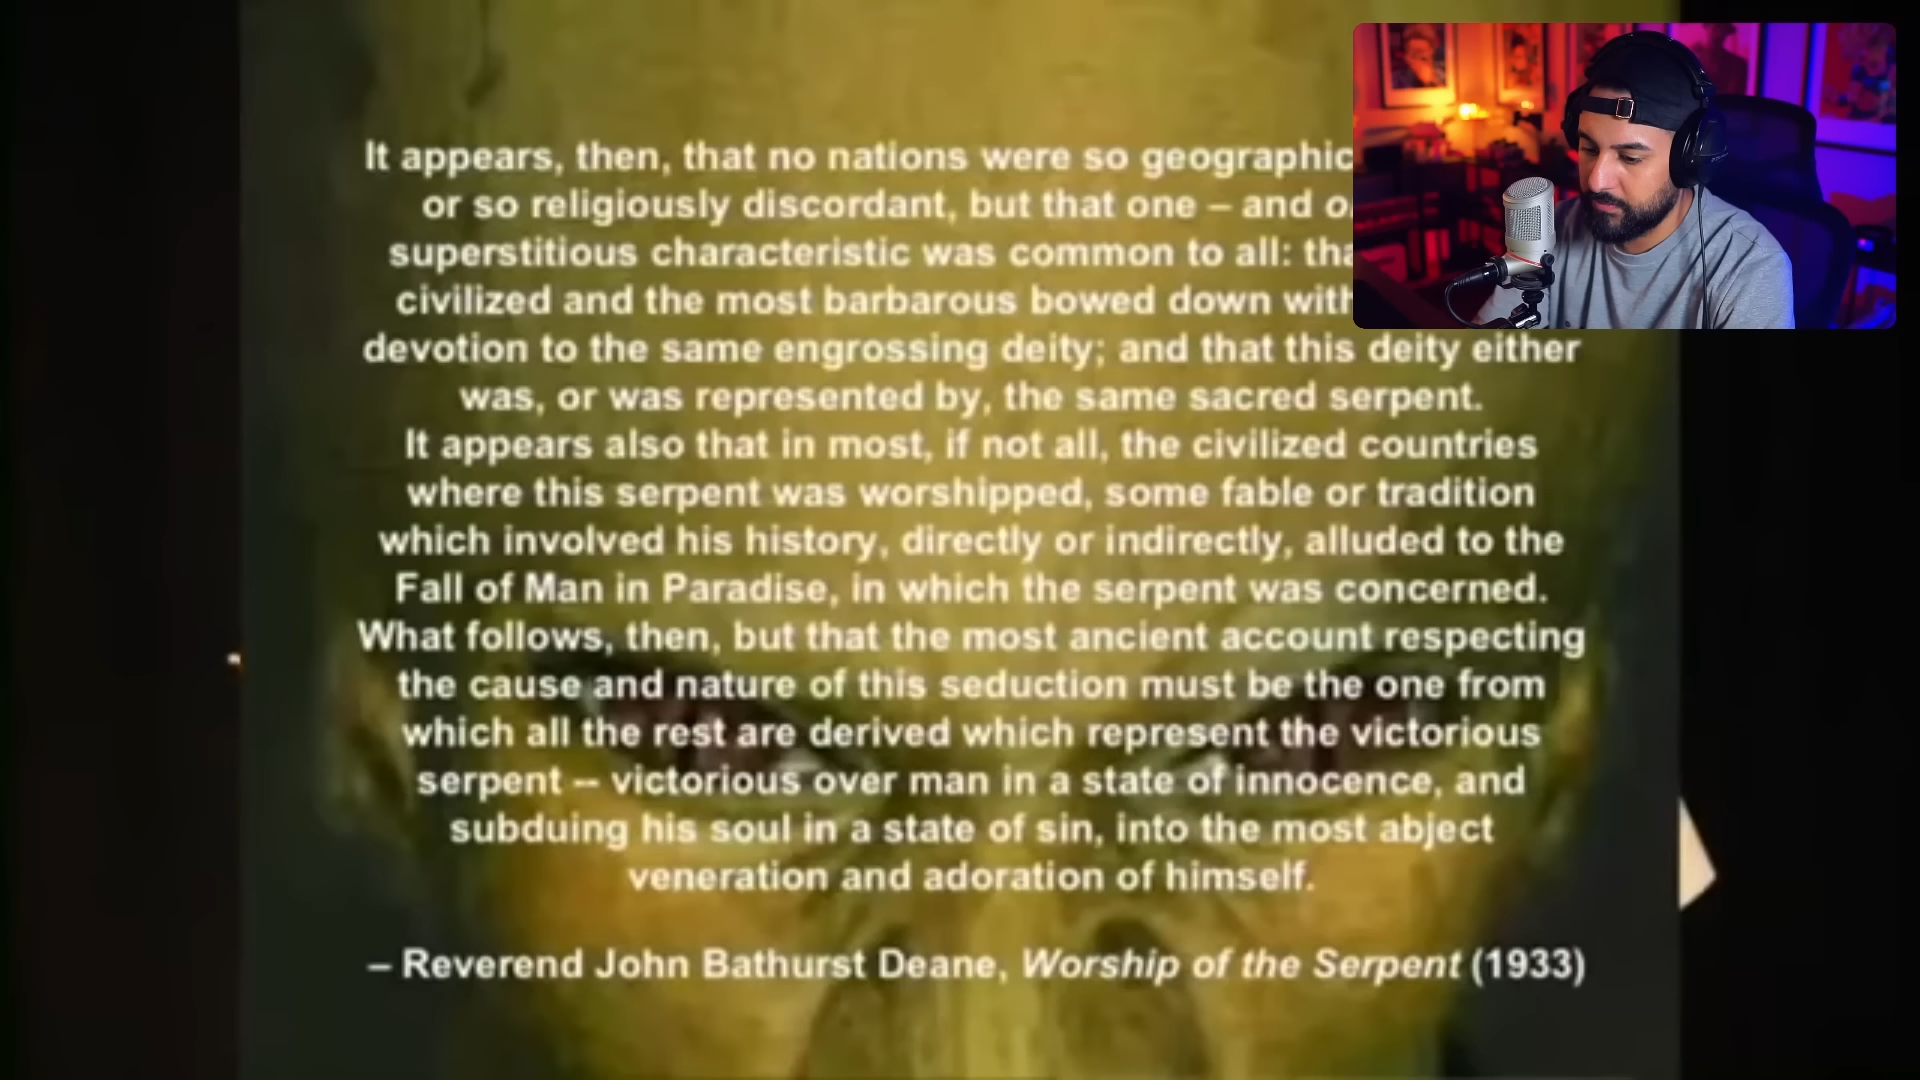 It appears, then, that no nations were so geographic
or so religiously discordant, but that one – and
superstitious characteristic was common to all:
civilized and the most barbarous bowed down with
devotion to the same engrossing deity; and that this deity either
was, or was represented by, the same sacred serpent.
It appears also that in most, if not all, the civilized countries
where this serpent was worshipped, some fable or tradition
which involved his history, directly or indirectly, alluded to the
Fall of Man in Paradise, in which the serpent was concerned.
What follows, then, but that the most ancient account respecting
the cause and nature of this seduction must be the one from
which all the rest are derived which represent the victorious
serpent -- victorious over man in a state of innocence, and
subduing his soul in a state of sin, into the most abject
veneration and adoration of himself.
– Reverend John Bathurst Deane, Worship of the Serpent (1933)